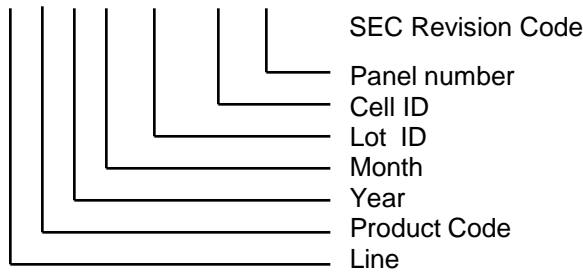 SEC Revision Code
Panel number
Cell ID
Lot ID
Month
Year
Product Code
Line